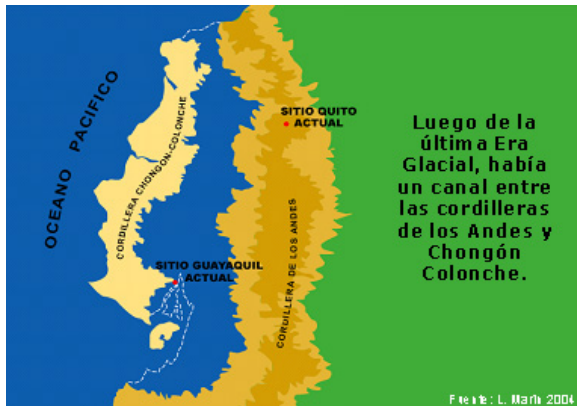 OCEANO PACIFICO
CORDILLERA CHONGON-COLONCHE
SITIO QUITO
ACTUAL
SITIO GUAYAQUIL
ACTUAL
CORDILLERA DE LOS ANDES
Luego de la
última Era
Glacial, había
un canal entre
las cordilleras
de los Andes y
Chongón
Colonche.
Fuente: L. Marín 2004